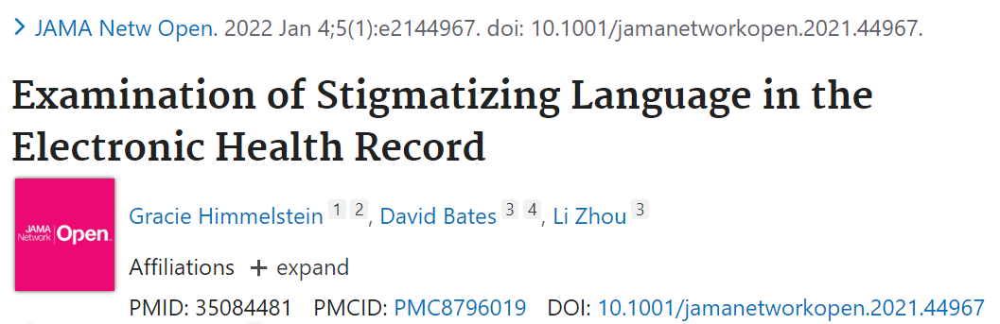 JAMA Netw Open. 2022 Jan 4;5(1):e2144967. doi: 10.1001/jamanetworkopen.2021.44967.
Examination of Stigmatizing Language in the
Electronic Health Record
JAMA
Network Open
Gracie Himmelstein 1 2, David Bates 3 4, Li Zhou 3
Affiliations + expand
PMID: 35084481 PMCID: PMC8796019 DOI: 10.1001/jamanetworkopen.2021.44967